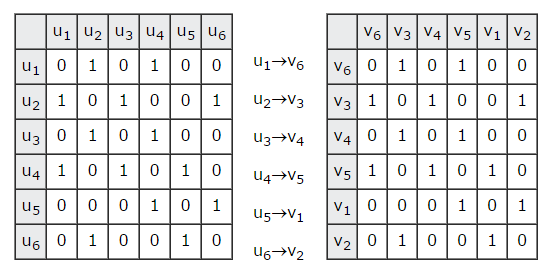 u₁ u₂ u₃ u₄ u₅ u₆ v₆ v₃ v₄ v₅ v₁ v₂
u₁ 0 1 0 1 0 0 u₁→v₆ v₆ 0 1 0 1 0 0
u₂ 1 0 1 0 0 1 u₂→v₃ v₃ 1 0 1 0 0 1
u₃ 0 1 0 1 0 0 u₃→v₄ v₄ 0 1 0 1 0 0
u₄ 1 0 1 0 1 0 u₄→v₅ v₅ 1 0 1 0 1 0
u₅ 0 0 0 1 0 1 u₅→v₁ v₁ 0 0 0 1 0 1
u₆ 0 1 0 0 1 0 u₆→v₂ v₂ 0 1 0 0 1 0